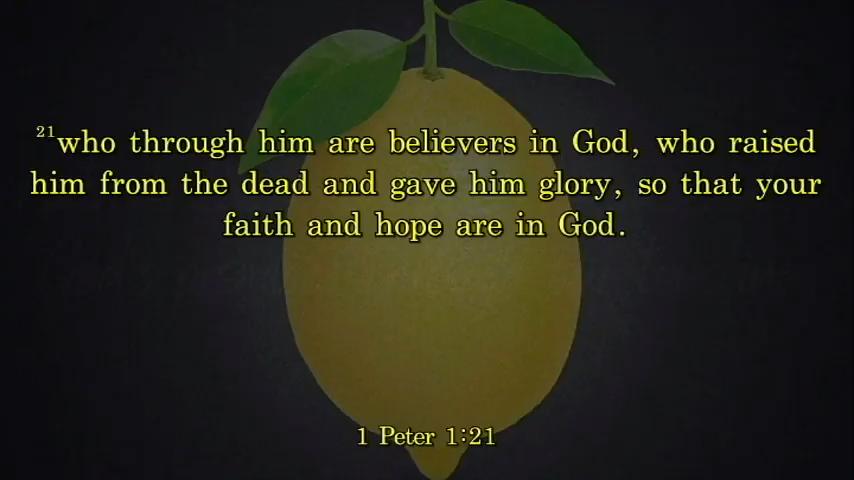 21who through him are believers in God, who raised
him from the dead and gave him glory, so that your
faith and hope are in God.
1 Peter 1:21